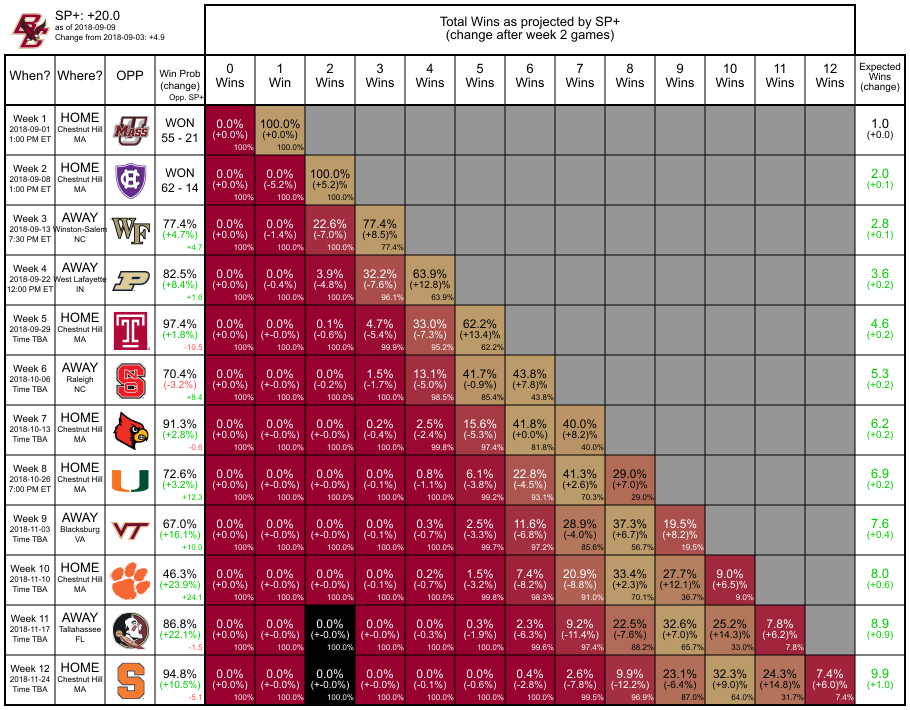 SP+: +20.0
as of 2018-09-09
Change from 2018-09-03: +4.9
Total Wins as projected by SP+
(change after week 2 games)
When? Where? OPP Win Prob (change) Opp. SP+ 0 Wins 1 Win 2 Wins 3 Wins 4 Wins 5 Wins 6 Wins 7 Wins 8 Wins 9 Wins 10 Wins 11 Wins 12 Wins Expected Wins (change)
Week 1 HOME MASS WON 0.0% 100.0% 1.0
2018-09-01 Chestnut Hill 55 - 21 (+0.0%) (+0.0%) (+0.0)
1:00 PM ET MA 100% 100.0%
Week 2 HOME WON 0.0% 0.0% 100.0% 2.0
2018-09-08 Chestnut Hill 62 - 14 (+0.0%) (-5.2%) (+5.2)% (+0.1)
1:00 PM ET MA 100% 100.0% 100.0%
Week 3 AWAY WF 77.4% 0.0% 0.0% 22.6% 77.4% 2.8
2018-09-13 Winston-Salem (+4.7%) (+0.0%) (-1.4%) (-7.0%) (+8.5)% (+0.1)
7:30 PM ET NC +4.7 100% 100.0% 100.0% 77.4%
Week 4 AWAY P 82.5% 0.0% 0.0% 3.9% 32.2% 63.9% 3.6
2018-09-22 West Lafayette (+8.4%) (+0.0%) (-0.4%) (-4.8%) (-7.6%) (+12.8)% (+0.2)
12:00 PM ET IN +1.6 100% 100.0% 100.0% 96.1% 63.9%
Week 5 HOME T 97.4% 0.0% 0.0% 0.1% 4.7% 33.0% 62.2% 4.6
2018-09-29 Chestnut Hill (+1.8%) (+0.0%) (+-0.0%) (-0.6%) (-5.4%) (-7.3%) (+13.4)% (+0.2)
Time TBA MA -10.5 100% 100.0% 100.0% 99.9% 95.2% 62.2%
Week 6 AWAY S 70.4% 0.0% 0.0% 0.0% 1.5% 13.1% 41.7% 43.8% 5.3
2018-10-06 Raleigh (-3.2%) (+0.0%) (+-0.0%) (-0.2%) (-1.7%) (-5.0%) (-0.9%) (+7.8)% (+0.2)
Time TBA NC +8.4 100% 100.0% 100.0% 100.0% 98.5% 85.4% 43.8%
Week 7 HOME 91.3% 0.0% 0.0% 0.0% 0.2% 2.5% 15.6% 41.8% 40.0% 6.2
2018-10-13 Chestnut Hill (+2.8%) (+0.0%) (+-0.0%) (+-0.0%) (-0.4%) (-2.4%) (-5.3%) (+0.0%) (+8.2)% (+0.2)
Time TBA MA -0.6 100% 100.0% 100.0% 100.0% 99.8% 97.4% 81.8% 40.0%
Week 8 HOME U 72.6% 0.0% 0.0% 0.0% 0.0% 0.8% 6.1% 22.8% 41.3% 29.0% 6.9
2018-10-26 Chestnut Hill (+3.2%) (+0.0%) (+-0.0%) (+-0.0%) (-0.1%) (-1.1%) (-3.8%) (-4.5%) (+2.6)% (+7.0)% (+0.2)
7:00 PM ET MA +12.3 100% 100.0% 100.0% 100.0% 100.0% 99.2% 93.1% 70.3% 29.0%
Week 9 AWAY VT 67.0% 0.0% 0.0% 0.0% 0.0% 0.3% 2.5% 11.6% 28.9% 37.3% 19.5% 7.6
2018-11-03 Blacksburg (+16.1%) (+0.0%) (+-0.0%) (+-0.0%) (-0.1%) (-0.7%) (-3.3%) (-6.8%) (-4.0%) (+6.7)% (+8.2)% (+0.4)
Time TBA VA +10.0 100% 100.0% 100.0% 100.0% 100.0% 99.7% 97.2% 85.6% 56.7% 19.5%
Week 10 HOME 46.3% 0.0% 0.0% 0.0% 0.0% 0.2% 1.5% 7.4% 20.9% 33.4% 27.7% 9.0% 8.0
2018-11-10 Chestnut Hill (+23.9%) (+0.0%) (+-0.0%) (+-0.0%) (-0.1%) (-0.7%) (-3.2%) (-8.2%) (-8.8%) (+2.3)% (+12.1)% (+6.5)% (+0.6)
Time TBA MA +24.1 100% 100.0% 100.0% 100.0% 100.0% 99.8% 98.3% 91.0% 70.1% 36.7% 9.0%
Week 11 AWAY 86.8% 0.0% 0.0% 0.0% 0.0% 0.0% 0.3% 2.3% 9.2% 22.5% 32.6% 25.2% 7.8% 8.9
2018-11-17 Tallahassee (+22.1%) (+0.0%) (+-0.0%) (+-0.0%) (+-0.0%) (-0.3%) (-1.9%) (-6.3%) (-11.4%) (-7.6%) (+7.0)% (+14.3)% (+6.2)% (+0.9)
Time TBA FL -1.5 100% 100.0% 100.0% 100.0% 100.0% 100.0% 99.6% 97.4% 88.2% 65.7% 33.0% 7.8%
Week 12 HOME S 94.8% 0.0% 0.0% 0.0% 0.0% 0.0% 0.0% 0.4% 2.6% 9.9% 23.1% 32.3% 24.3% 7.4% 9.9
2018-11-24 Chestnut Hill (+10.5%) (+0.0%) (+-0.0%) (+-0.0%) (+-0.0%) (-0.1%) (-0.6%) (-2.8%) (-7.8%) (-12.2%) (-6.4%) (+9.0)% (+14.8)% (+6.0)% (+1.0)
Time TBA MA -5.1 100% 100.0% 100.0% 100.0% 100.0% 100.0% 100.0% 99.5% 96.9% 87.0% 64.0% 31.7% 7.4%